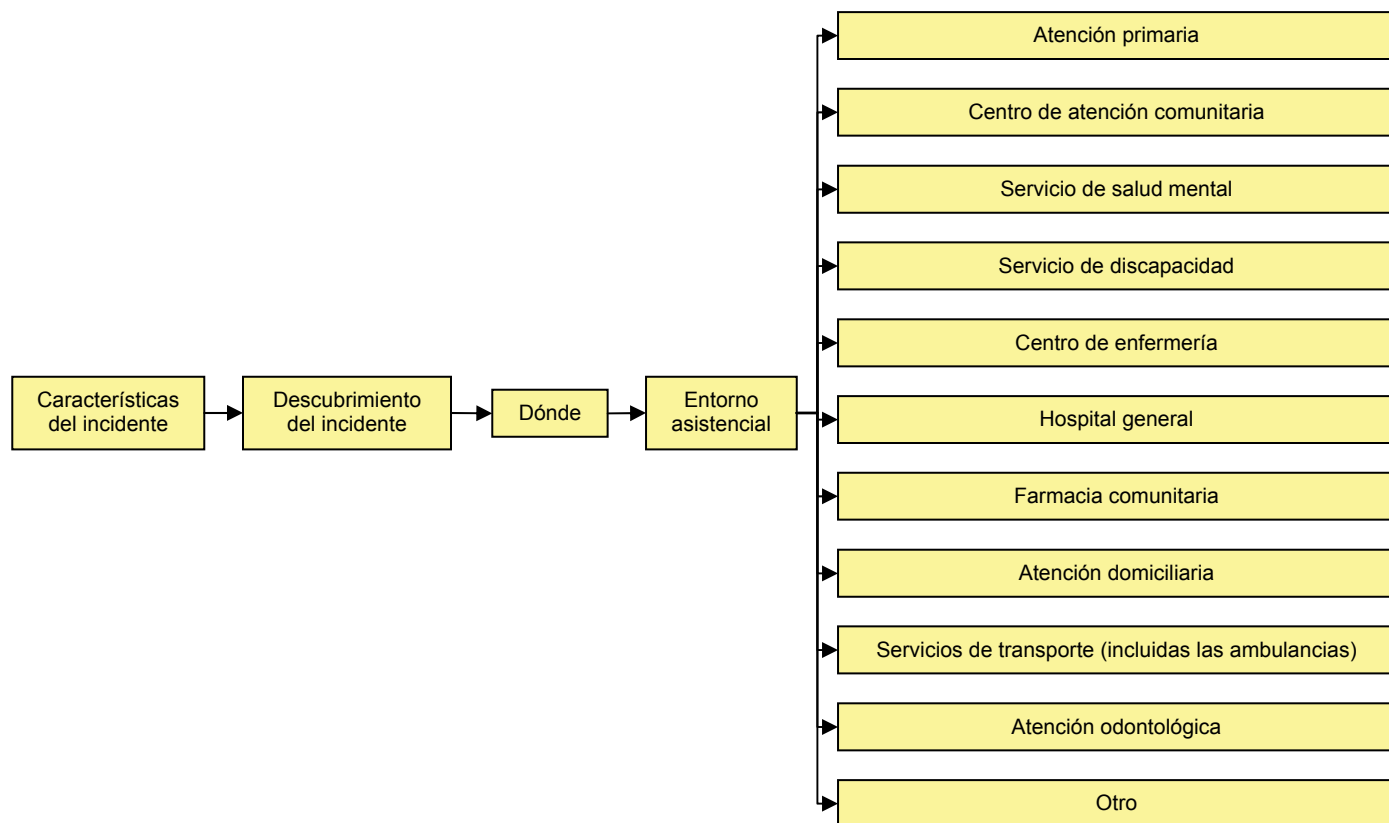 Características
del incidente
Descubrimiento
del incidente
Dónde
Entorno
asistencial
Atención primaria
Centro de atención comunitaria
Servicio de salud mental
Servicio de discapacidad
Centro de enfermería
Hospital general
Farmacia comunitaria
Atención domiciliaria
Servicios de transporte (incluidas las ambulancias)
Atención odontológica
Otro